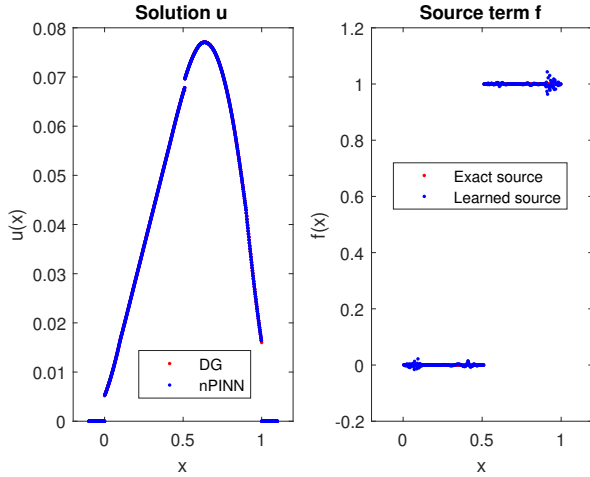 Solution u
0.08
0.07
0.06
0.05
0.04
0.03
0.02
0.01
0
u(x)
DG
nPINN
0
0.5
1
x
Source term f
1.2
1
0.8
0.6
0.4
0.2
0
-0.2
f(x)
Exact source
Learned source
0
0.5
1
x